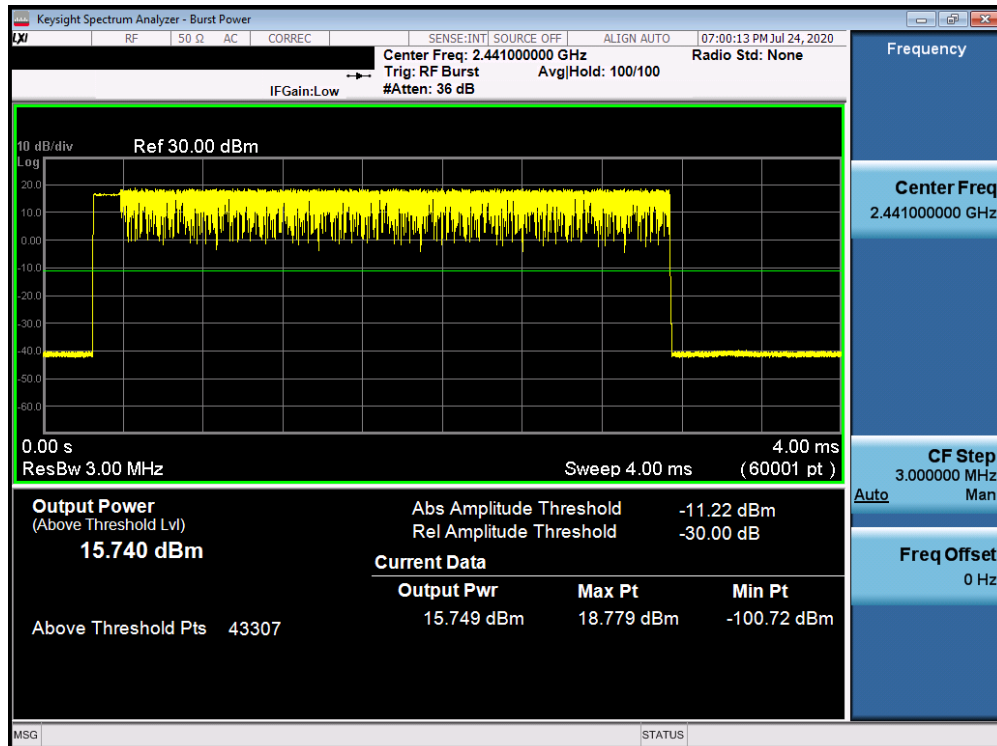 Keysight Spectrum Analyzer - Burst Power
LXI RF 50 Ω AC CORREC SENSE:INT SOURCE OFF ALIGN AUTO 07:00:13 PM Jul 24, 2020
Center Freq: 2.441000000 GHz Radio Std: None
Trig: RF Burst Avg|Hold: 100/100
IFGain:Low #Atten: 36 dB
10 dB/div Ref 30.00 dBm
Log
20.0
10.0
0.00
-10.0
-20.0
-30.0
-40.0
-50.0
-60.0
0.00 s 4.00 ms
ResBw 3.00 MHz Sweep 4.00 ms (60001 pt )
Output Power
(Above Threshold Lvl)
15.740 dBm
Above Threshold Pts 43307
Abs Amplitude Threshold -11.22 dBm
Rel Amplitude Threshold -30.00 dB
Current Data
Output Pwr Max Pt Min Pt
15.749 dBm 18.779 dBm -100.72 dBm
MSG STATUS
Frequency
Center Freq
2.441000000 GHz
CF Step
3.000000 MHz
Auto Man
Freq Offset
0 Hz